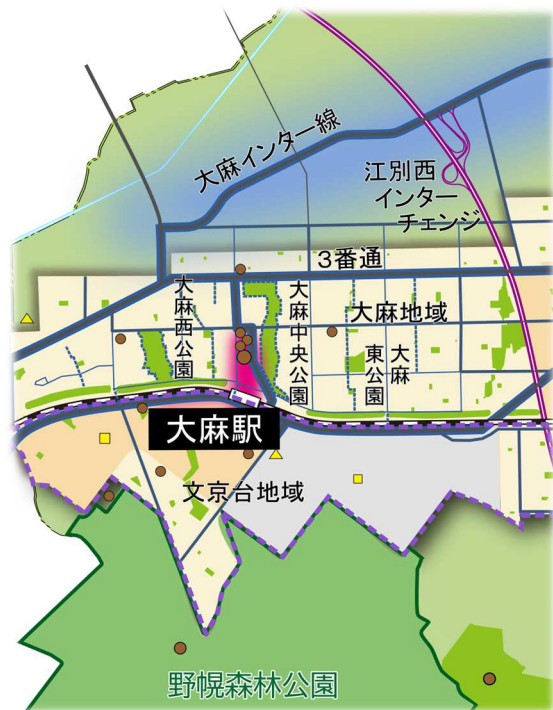 大麻インター線
江別西
インター
チェンジ
3番通
大麻西公園
大麻中央公園
大麻地域
大麻
東公園
大麻駅
文京台地域
野幌森林公園